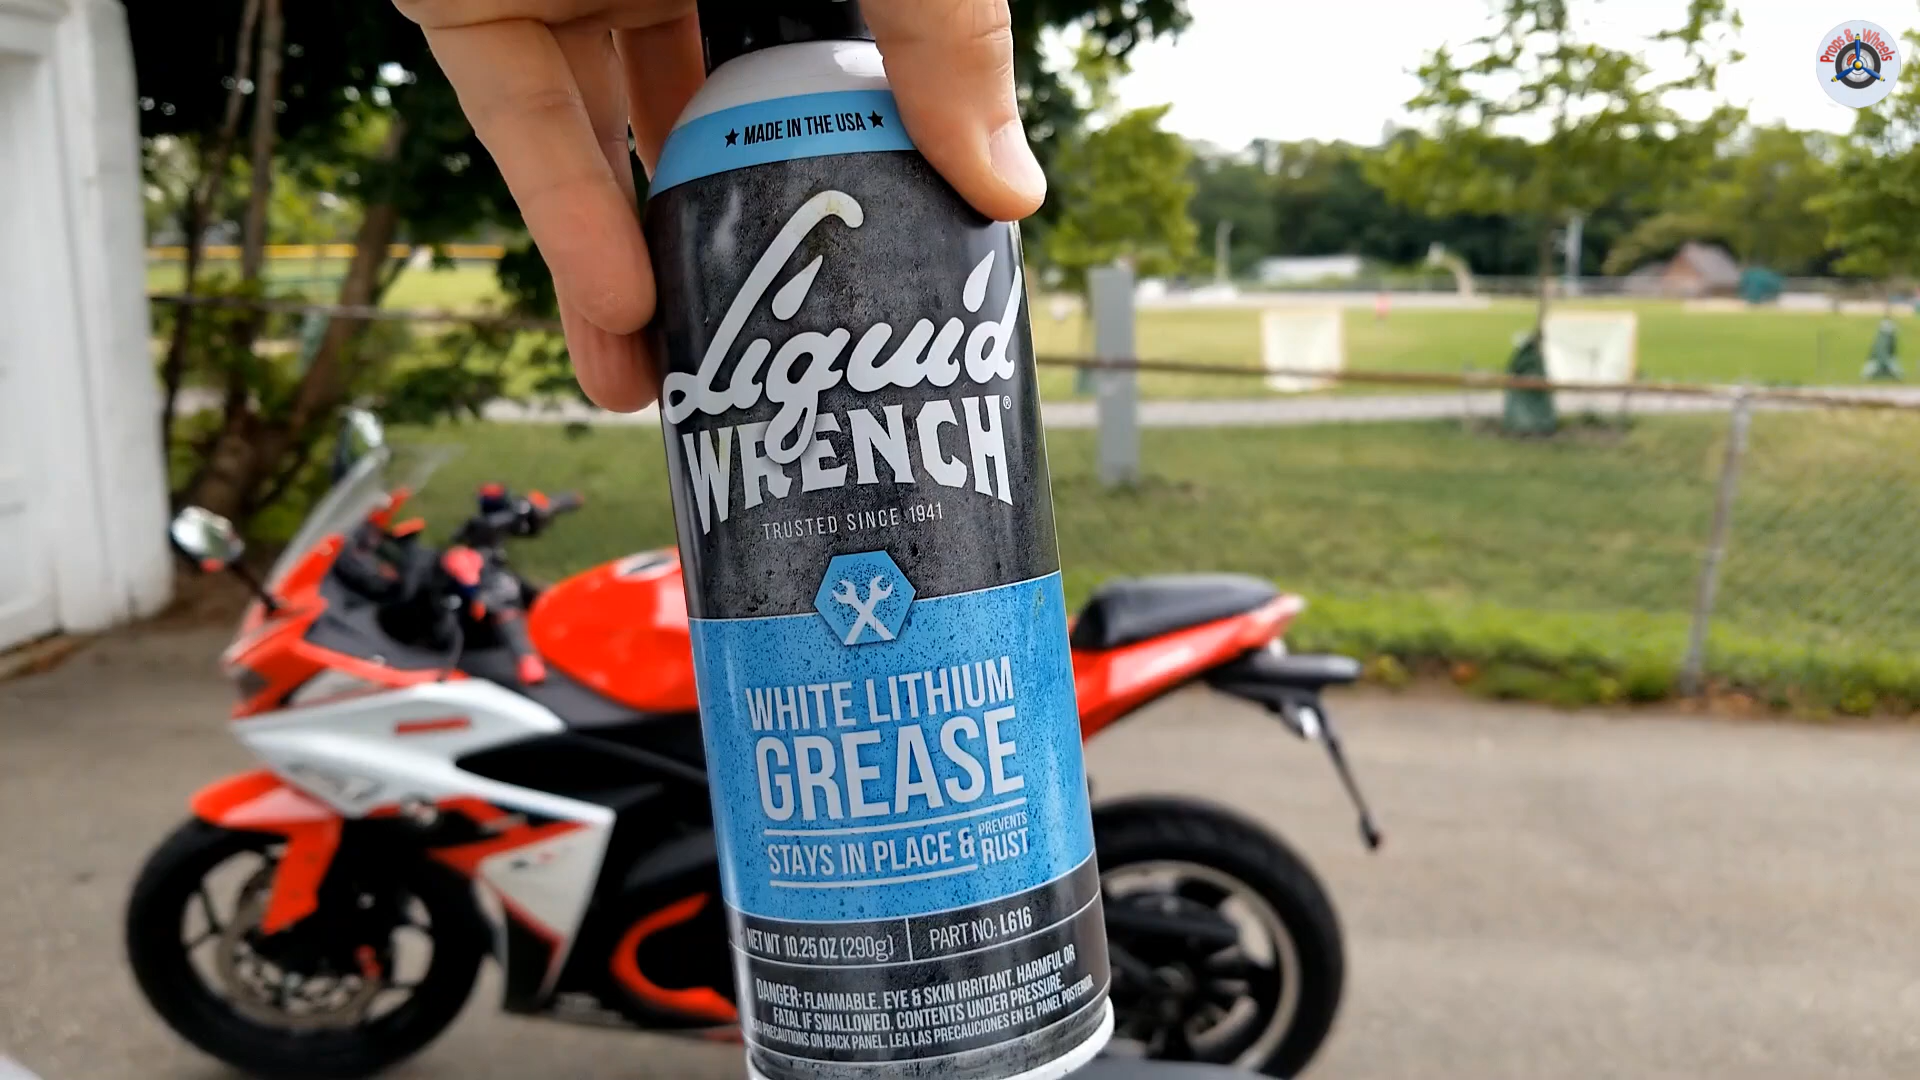 Props & Wheels
★ MADE IN THE USA ★
Liquid
WRENCH®
TRUSTED SINCE 1941
WHITE LITHIUM
GREASE
STAYS IN PLACE & PREVENTS RUST
NET WT 10.25 OZ (290g) PART NO: L616
DANGER: FLAMMABLE. EYE & SKIN IRRITANT. HARMFUL OR
FATAL IF SWALLOWED. CONTENTS UNDER PRESSURE.
PRECAUTIONS ON BACK PANEL. LEA LAS PRECAUCIONES EN EL PANEL POSTERIOR